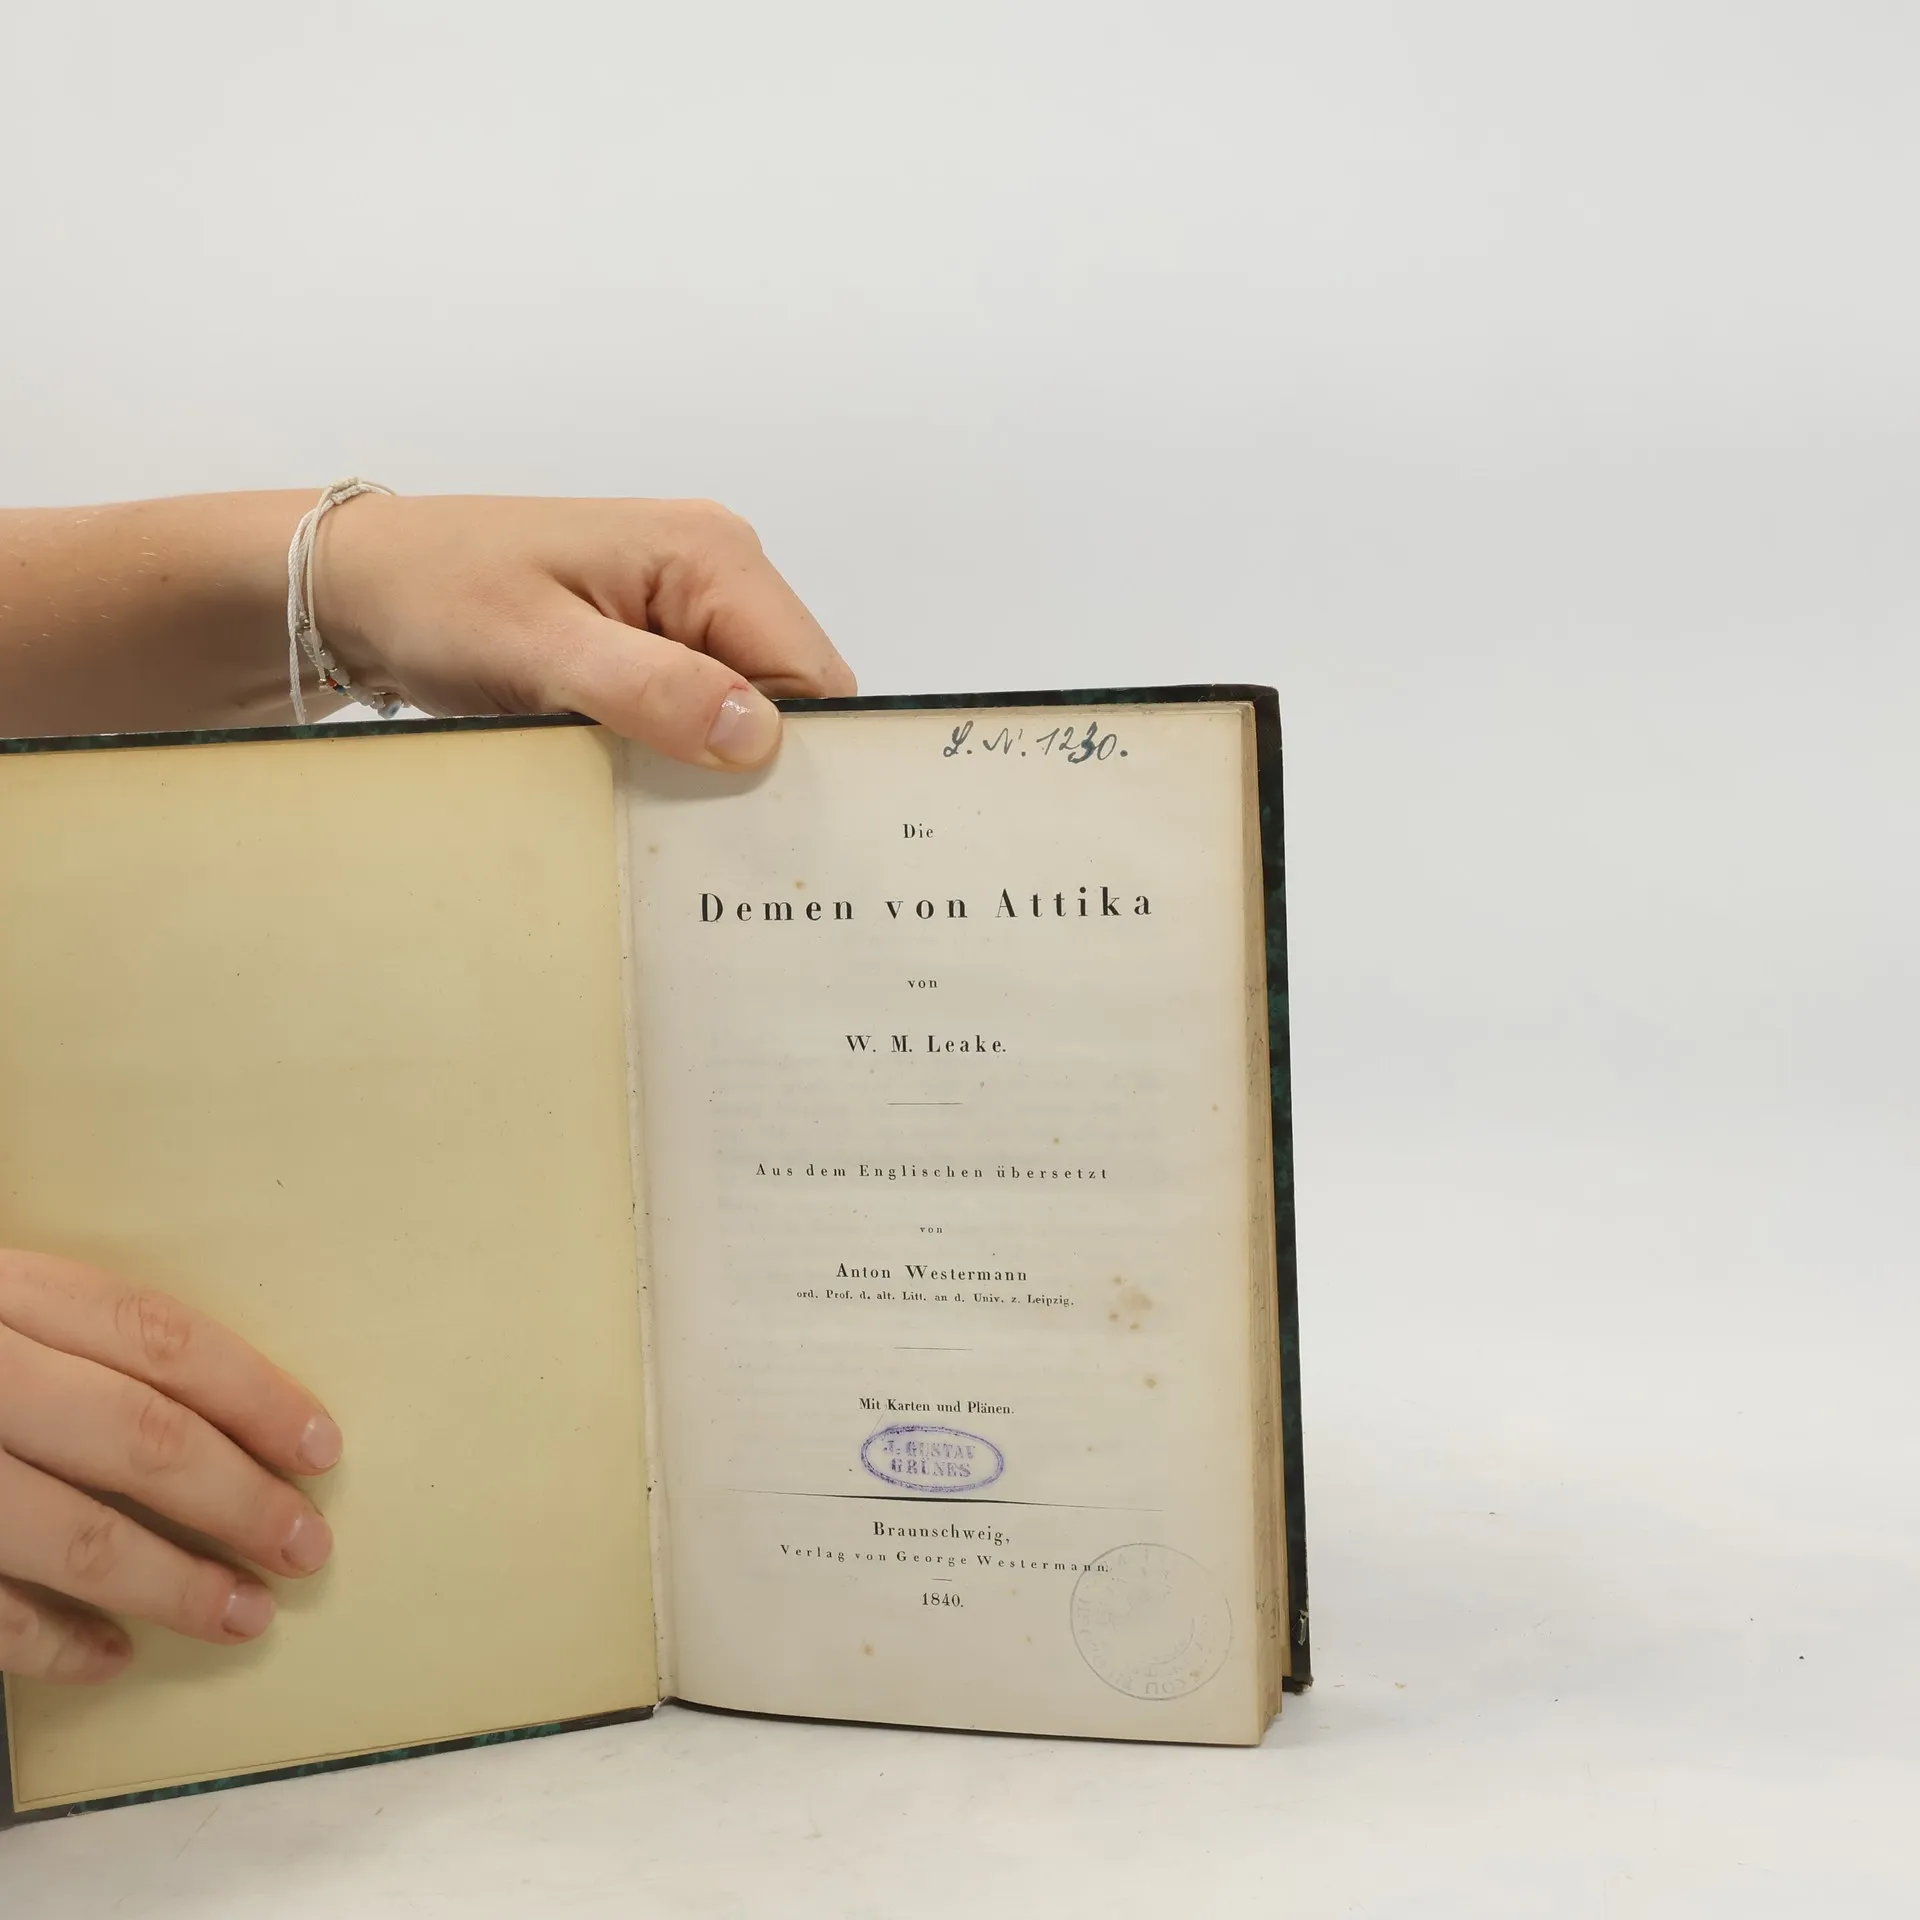 L. N. 1230.
Die
Demen von Attika
von
W. M. Leake.
Aus dem Englischen übersetzt
von
Anton Westermann
ord. Prof. d. alt. Litt. an d. Univ. z. Leipzig.
Mit Karten und Plänen.
J. GUSTAV
GRÜNES
Braunschweig,
Verlag von George Westermann.
1840.